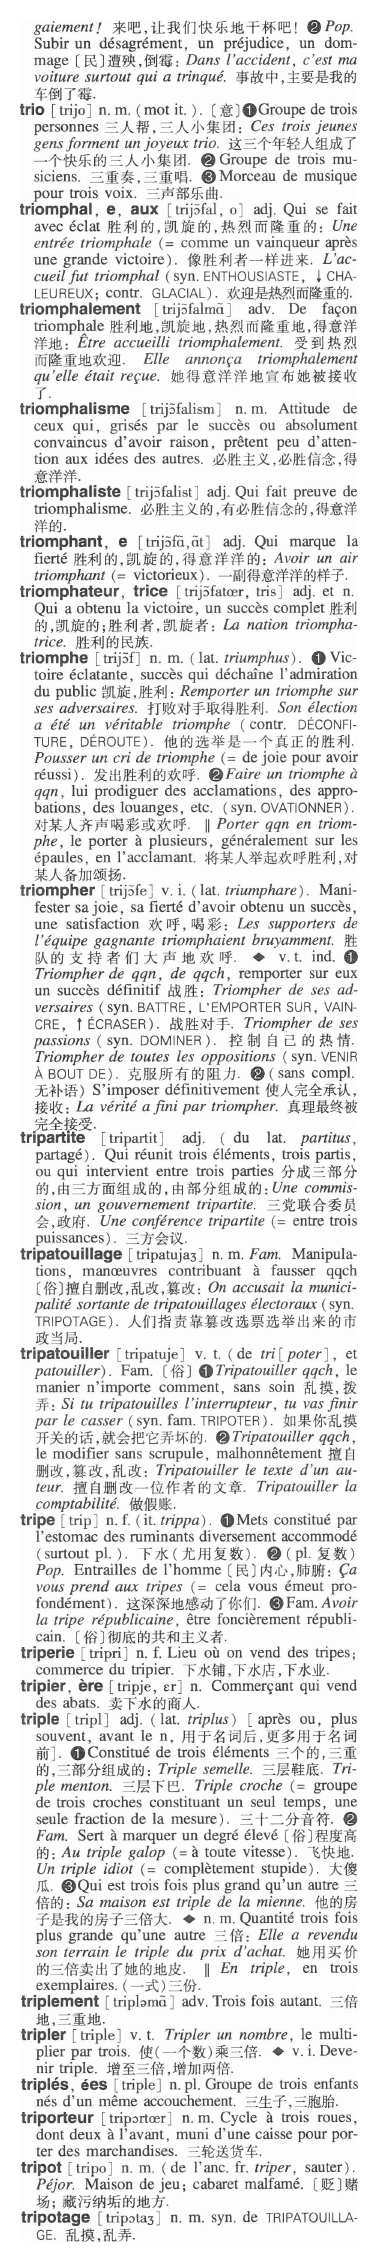 gaiement! 来吧,让我们快乐地干杯吧! ❷ Pop.
Subir un désagrément, un préjudice, un dom-
mage〔民〕遭殃,倒霉: Dans l'accident, c'est ma
voiture surtout qui a trinqué. 事故中,主要是我的
车倒了霉.
trio [trijo] n. m. (mot it.).〔意〕❶ Groupe de trois
personnes 三人帮,三人小集团: Ces trois jeunes
gens forment un joyeux trio. 这三个年轻人组成了
一个快乐的三人小集团. ❷ Groupe de trois mu-
siciens. 三重奏,三重唱. ❸ Morceau de musique
pour trois voix. 三声部乐曲.
triomphal, e, aux [trijɔ̃fal, o] adj. Qui se fait
avec éclat 胜利的,凯旋的,热烈而隆重的: Une
entrée triomphale (= comme un vainqueur après
une grande victoire). 像胜利者一样进来. L'ac-
cueil fut triomphal (syn. ENTHOUSIASTE, ↓ CHA-
LEUREUX; contr. GLACIAL). 欢迎是热烈而隆重的.
triomphalement [trijɔ̃falmɑ̃] adv. De façon
triomphale 胜利地,凯旋地,热烈而隆重地,得意洋
洋地: Être accueilli triomphalement. 受到热烈
而隆重地欢迎. Elle annonça triomphalement
qu'elle était reçue. 她得意洋洋地宣布她被接收
了.
triomphalisme [trijɔ̃falism] n. m. Attitude de
ceux qui, grisés par le succès ou absolument
convaincus d'avoir raison, prêtent peu d'atten-
tion aux idées des autres. 必胜主义,必胜信念,得
意洋洋.
triomphaliste [trijɔ̃falist] adj. Qui fait preuve de
triomphalisme. 必胜主义的,有必胜信念的,得意洋
洋的.
triomphant, e [trijɔ̃fɑ̃, ɑ̃t] adj. Qui marque la
fierté 胜利的,凯旋的,得意洋洋的: Avoir un air
triomphant (= victorieux). 一副得意洋洋的样子.
triomphateur, trice [trijɔ̃fatœr, tris] adj. et n.
Qui a obtenu la victoire, un succès complet 胜利
的,凯旋的;胜利者,凯旋者: La nation triompha-
trice. 胜利的民族.
triomphe [trijɔ̃f] n. m. (lat. triumphus). ❶ Vic-
toire éclatante, succès qui déchaîne l'admiration
du public 凯旋,胜利: Remporter un triomphe sur
ses adversaires. 打败对手取得胜利. Son élection
a été un véritable triomphe (contr. DÉCONFI-
TURE, DÉROUTE). 他的选举是一个真正的胜利.
Pousser un cri de triomphe (= de joie pour avoir
réussi). 发出胜利的欢呼. ❷ Faire un triomphe à
qqn, lui prodiguer des acclamations, des appro-
bations, des louanges, etc. (syn. OVATIONNER).
对某人齐声喝彩或欢呼. ‖ Porter qqn en triom-
phe, le porter à plusieurs, généralement sur les
épaules, en l'acclamant. 将某人举起欢呼胜利,对
某人备加颂扬.
triompher [trijɔ̃fe] v. i. (lat. triumphare). Mani-
fester sa joie, sa fierté d'avoir obtenu un succès,
une satisfaction 欢呼,喝彩: Les supporters de
l'équipe gagnante triomphaient bruyamment. 胜
队的支持者们大声地欢呼. ◆ v. t. ind. ❶
Triompher de qqn, de qqch, remporter sur eux
un succès définitif 战胜: Triompher de ses ad-
versaires (syn. BATTRE, L'EMPORTER SUR, VAIN-
CRE, ↑ ÉCRASER). 战胜对手. Triompher de ses
passions (syn. DOMINER). 控制自己的热情.
Triompher de toutes les oppositions (syn. VENIR
À BOUT DE). 克服所有的阻力. ❷ (sans compl.
无补语) S'imposer définitivement 使人完全承认,
接收: La vérité a fini par triompher. 真理最终被
完全接受.
tripartite [tripartit] adj. (du lat. partitus,
partagé). Qui réunit trois éléments, trois partis,
ou qui intervient entre trois parties 分成三部分
的,由三方面组成的,由部分组成的: Une commis-
sion, un gouvernement tripartite. 三党联合委员
会,政府. Une conférence tripartite (= entre trois
puissances). 三方会议.
tripatouillage [tripatujaʒ] n. m. Fam. Manipula-
tions, manœuvres contribuant à fausser qqch
〔俗〕擅自删改,乱改,篡改: On accusait la munici-
palité sortante de tripatouillages électoraux (syn.
TRIPOTAGE). 人们指责靠篡改选票选举出来的市
政当局.
tripatouiller [tripatuje] v. t. (de tri[poter], et
patouiller). Fam.〔俗〕❶ Tripatouiller qqch, le
manier n'importe comment, sans soin 乱摸,拨
弄: Si tu tripatouilles l'interrupteur, tu vas finir
par le casser (syn. fam. TRIPOTER). 如果你乱摸
开关的话,就会把它弄坏的. ❷ Tripatouiller qqch,
le modifier sans scrupule, malhonnêtement 擅自
删改,篡改,乱改: Tripatouiller le texte d'un au-
teur. 擅自删改一位作者的文章. Tripatouiller la
comptabilité. 做假账.
tripe [trip] n. f. (it. trippa). ❶ Mets constitué par
l'estomac des ruminants diversement accommodé
(surtout pl.). 下水(尤用复数). ❷ (pl. 复数)
Pop. Entrailles de l'homme〔民〕内心,肺腑: Ça
vous prend aux tripes (= cela vous émeut pro-
fondément). 这深深地感动了你们. ❸ Fam. Avoir
la tripe républicaine, être foncièrement républi-
cain.〔俗〕彻底的共和主义者.
triperie [tripri] n. f. Lieu où on vend des tripes;
commerce du tripier. 下水铺,下水店,下水业.
tripier, ère [tripje, ɛr] n. Commerçant qui vend
des abats. 卖下水的商人.
triple [tripl] adj. (lat. triplus) [après ou, plus
souvent, avant le n, 用于名词后,更多用于名词
前]. ❶ Constitué de trois éléments 三个的,三重
的,三部分组成的: Triple semelle. 三层鞋底. Tri-
ple menton. 三层下巴. Triple croche (= groupe
de trois croches constituant un seul temps, une
seule fraction de la mesure). 三十二分音符. ❷
Fam. Sert à marquer un degré élevé〔俗〕程度高
的: Au triple galop (= à toute vitesse). 飞快地.
Un triple idiot (= complètement stupide). 大傻
瓜. ❸ Qui est trois fois plus grand qu'un autre 三
倍的: Sa maison est triple de la mienne. 他的房
子是我的房子三倍大. ◆ n. m. Quantité trois fois
plus grande qu'une autre 三倍: Elle a revendu
son terrain le triple du prix d'achat. 她用买价
的三倍卖出了她的地皮. ‖ En triple, en trois
exemplaires. (一式)三份.
triplement [tripləmɑ̃] adv. Trois fois autant. 三倍
地,三重地.
tripler [triple] v. t. Tripler un nombre, le multi-
plier par trois. 使(一个数)乘三倍. ◆ v. i. Deve-
nir triple. 增至三倍,增加两倍.
triplés, ées [triple] n. pl. Groupe de trois enfants
nés d'un même accouchement. 三生子,三胞胎.
triporteur [tripɔrtœr] n. m. Cycle à trois roues,
dont deux à l'avant, muni d'une caisse pour por-
ter des marchandises. 三轮送货车.
tripot [tripo] n. m. (de l'anc. fr. triper, sauter).
Péjor. Maison de jeu; cabaret malfamé.〔贬〕赌
场; 藏污纳垢的地方.
tripotage [tripɔtaʒ] n. m. syn. de TRIPATOUILLA-
GE. 乱摸,乱弄.